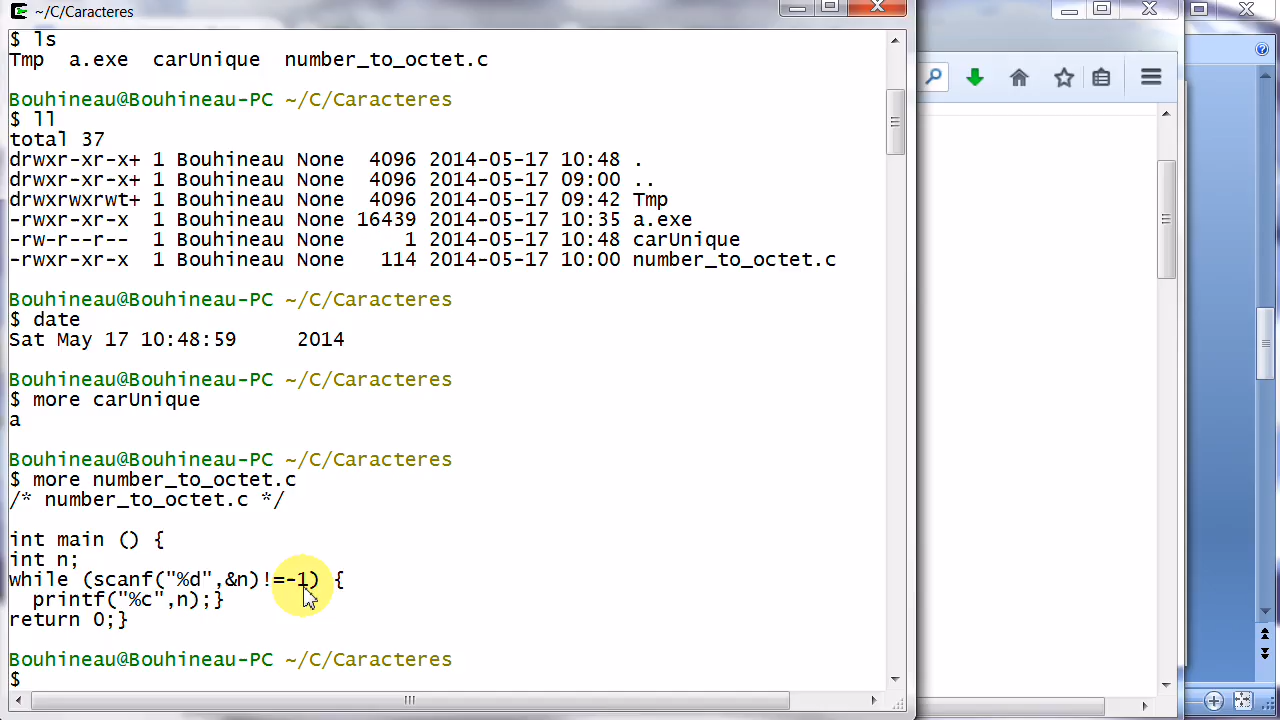 ~/C/Caracteres
$ ls
Tmp  a.exe  carUnique  number_to_octet.c
Bouhineau@Bouhineau-PC ~/C/Caracteres
$ ll
total 37
drwxr-xr-x+ 1 Bouhineau None  4096 2014-05-17 10:48 .
drwxr-xr-x+ 1 Bouhineau None  4096 2014-05-17 09:00 ..
drwxrwxrwt+ 1 Bouhineau None  4096 2014-05-17 09:42 Tmp
-rwxr-xr-x  1 Bouhineau None 16439 2014-05-17 10:35 a.exe
-rw-r--r--  1 Bouhineau None     1 2014-05-17 10:48 carUnique
-rwxr-xr-x  1 Bouhineau None   114 2014-05-17 10:00 number_to_octet.c
Bouhineau@Bouhineau-PC ~/C/Caracteres
$ date
Sat May 17 10:48:59     2014
Bouhineau@Bouhineau-PC ~/C/Caracteres
$ more carUnique
a
Bouhineau@Bouhineau-PC ~/C/Caracteres
$ more number_to_octet.c
/* number_to_octet.c */
int main () {
int n;
while (scanf("%d",&n)!=-1) {
  printf("%c",n);}
return 0;}
Bouhineau@Bouhineau-PC ~/C/Caracteres
$